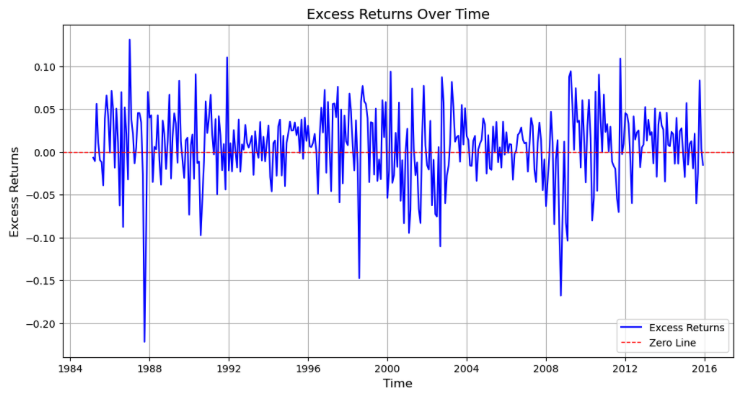 Excess Returns Over Time
Excess Returns
0.10
0.05
0.00
−0.05
−0.10
−0.15
−0.20
1984 1988 1992 1996 2000 2004 2008 2012 2016
Time
Excess Returns
Zero Line